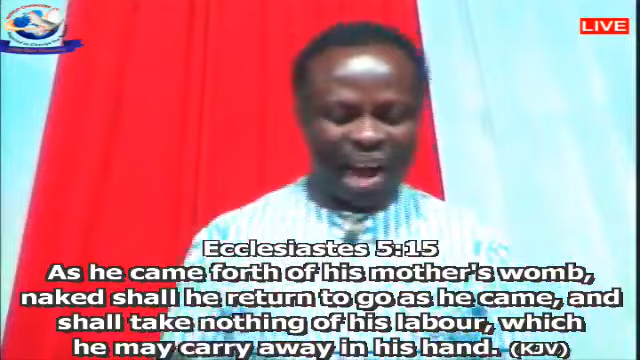 LIVE
Ecclesiastes 5:15
As he came forth of his mother's womb,
naked shall he return to go as he came, and
shall take nothing of his labour, which
he may carry away in his hand. (KJV)